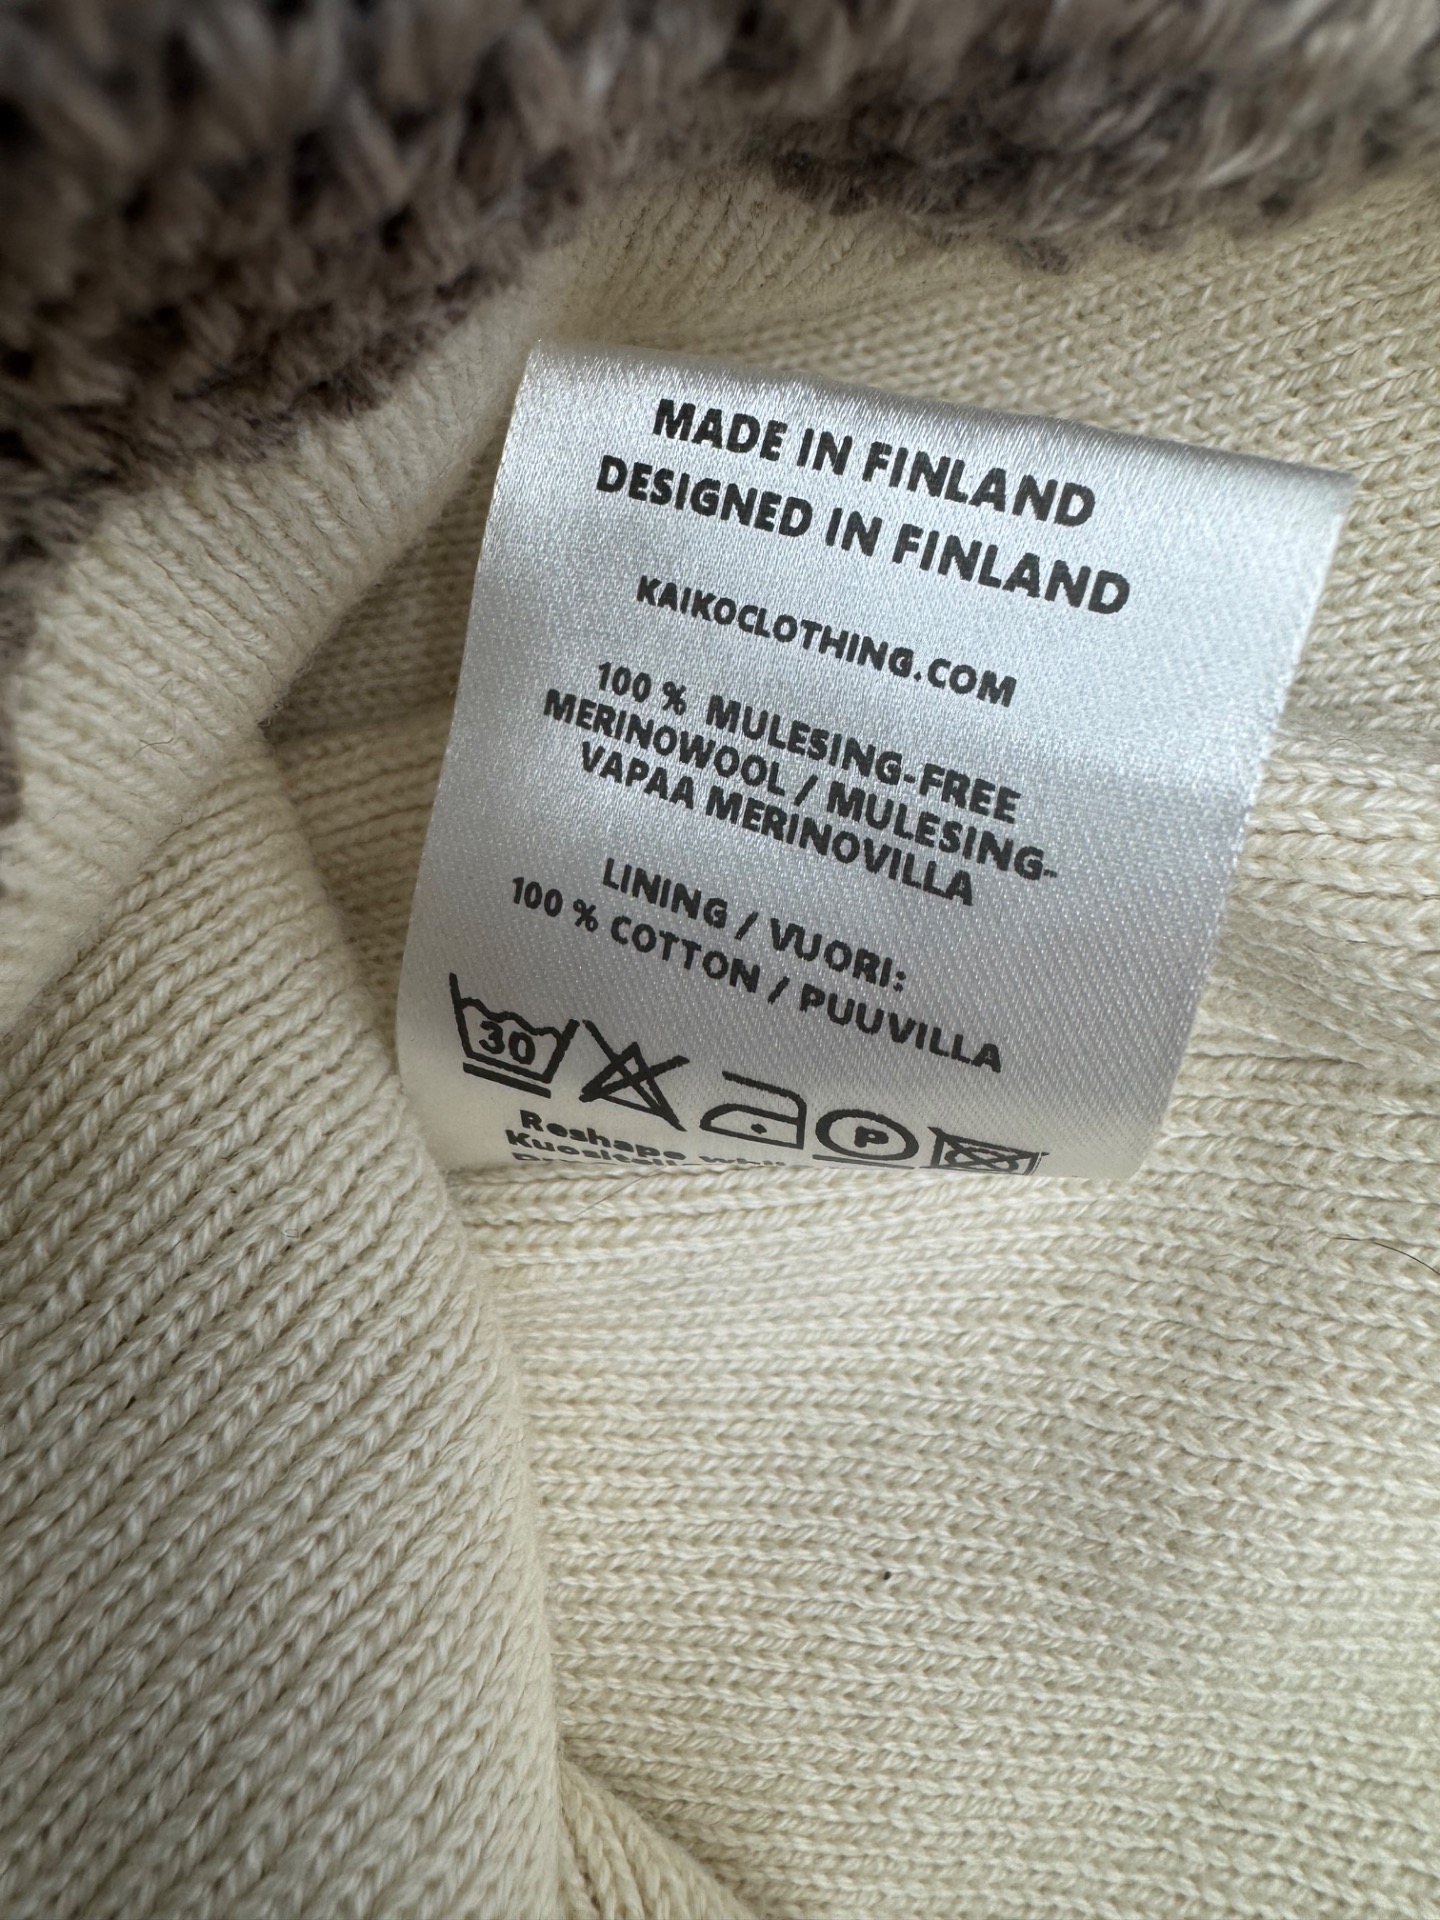 MADE IN FINLAND
DESIGNED IN FINLAND
KAIKOCLOTHING.COM
100 % MULESING-FREE
MERINOWOOL / MULESING-
VAPAA MERINOVILLA
LINING / VUORI:
100 % COTTON / PUUVILLA
30
P
Reshape